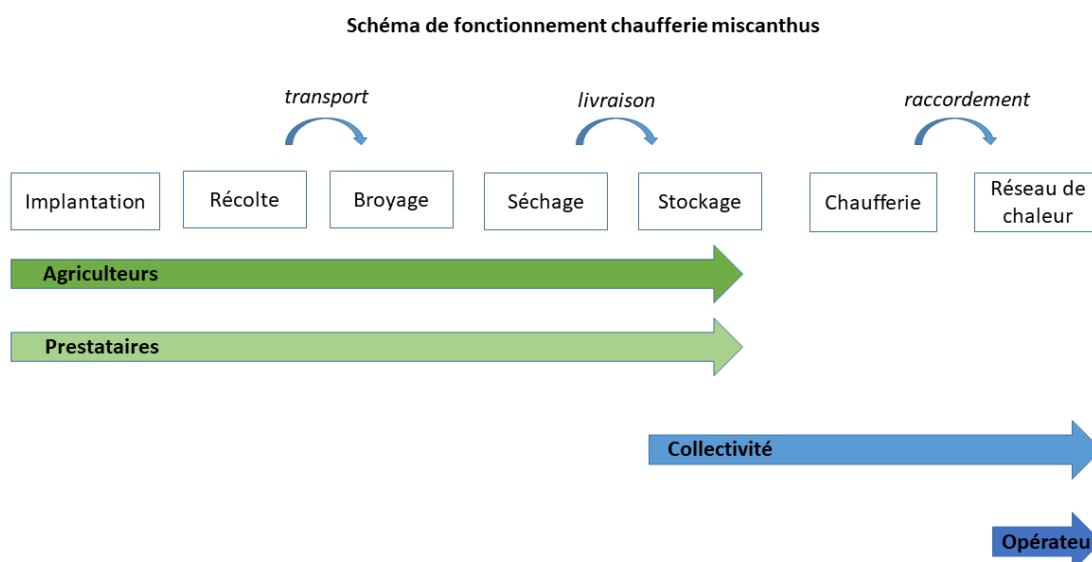 Schéma de fonctionnement chaufferie miscanthus
transport
livraison
raccordement
Implantation
Récolte
Broyage
Séchage
Stockage
Chaufferie
Réseau de
chaleur
Agriculteurs
Prestataires
Collectivité
Opérateu